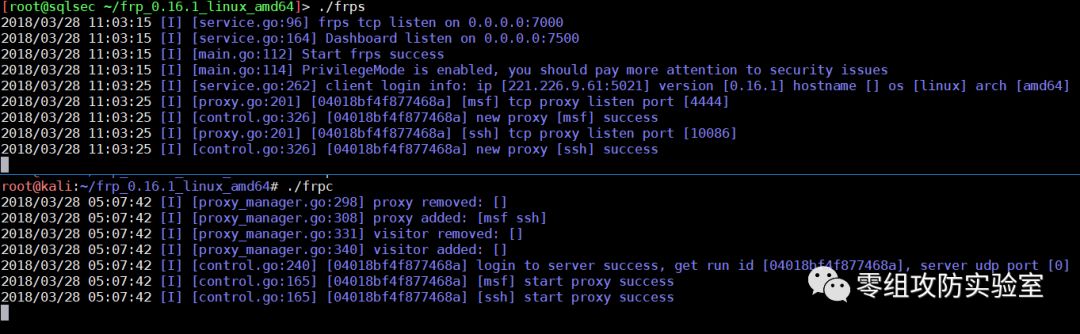 [root@sqlsec ~/frp_0.16.1_linux_amd64]> ./frps
2018/03/28 11:03:15 [I] [service.go:96] frps tcp listen on 0.0.0.0:7000
2018/03/28 11:03:15 [I] [service.go:164] Dashboard listen on 0.0.0.0:7500
2018/03/28 11:03:15 [I] [main.go:112] Start frps success
2018/03/28 11:03:15 [I] [main.go:114] PrivilegeMode is enabled, you should pay more attention to security issues
2018/03/28 11:03:25 [I] [service.go:262] client login info: ip [221.226.9.61:5021] version [0.16.1] hostname [] os [linux] arch [amd64]
2018/03/28 11:03:25 [I] [proxy.go:201] [04018bf4f877468a] [msf] tcp proxy listen port [4444]
2018/03/28 11:03:25 [I] [control.go:326] [04018bf4f877468a] new proxy [msf] success
2018/03/28 11:03:25 [I] [proxy.go:201] [04018bf4f877468a] [ssh] tcp proxy listen port [10086]
2018/03/28 11:03:25 [I] [control.go:326] [04018bf4f877468a] new proxy [ssh] success
root@kali:~/frp_0.16.1_linux_amd64# ./frpc
2018/03/28 05:07:42 [I] [proxy_manager.go:298] proxy removed: []
2018/03/28 05:07:42 [I] [proxy_manager.go:308] proxy added: [msf ssh]
2018/03/28 05:07:42 [I] [proxy_manager.go:331] visitor removed: []
2018/03/28 05:07:42 [I] [proxy_manager.go:340] visitor added: []
2018/03/28 05:07:42 [I] [control.go:240] [04018bf4f877468a] login to server success, get run id [04018bf4f877468a], server udp port [0]
2018/03/28 05:07:42 [I] [control.go:165] [04018bf4f877468a] [msf] start proxy success
2018/03/28 05:07:42 [I] [control.go:165] [04018bf4f877468a] [ssh] start proxy success
零组攻防实验室